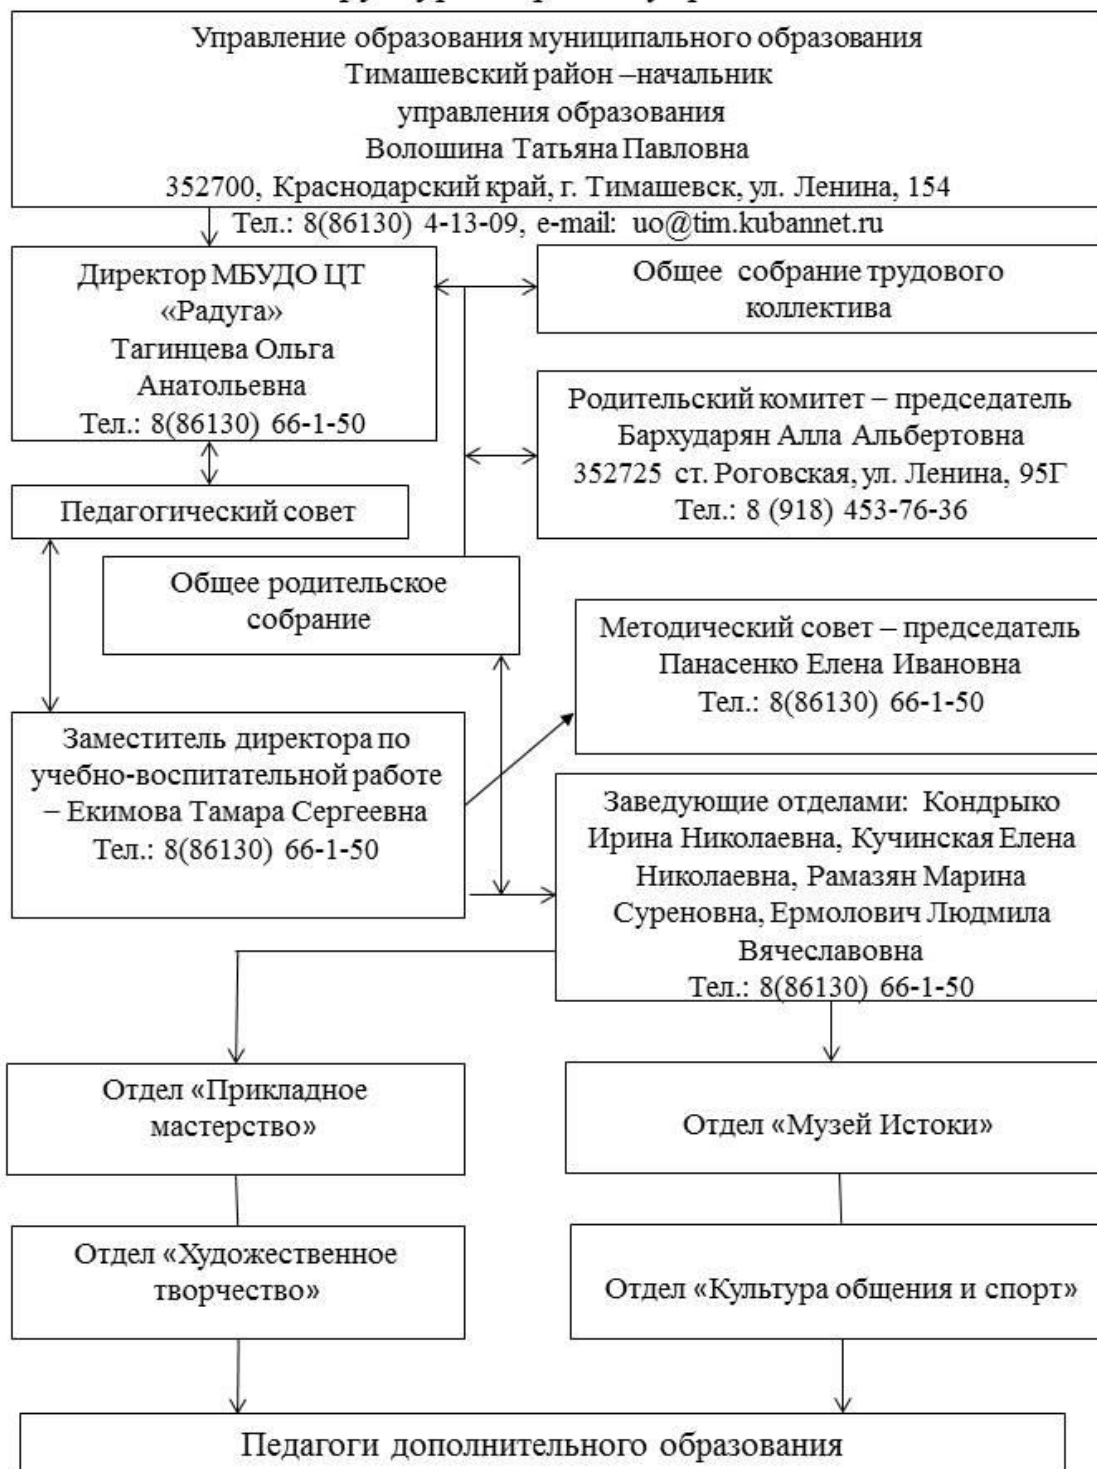 Управление образования муниципального образования
Тимашевский район –начальник
управления образования
Волошина Татьяна Павловна
352700, Краснодарский край, г. Тимашевск, ул. Ленина, 154
Тел.: 8(86130) 4-13-09, e-mail: uo@tim.kubannet.ru
Директор МБУДО ЦТ
«Радуга»
Тагинцева Ольга
Анатольевна
Тел.: 8(86130) 66-1-50
Общее собрание трудового
коллектива
Родительский комитет – председатель
Бархударян Алла Альбертовна
352725 ст. Роговская, ул. Ленина, 95Г
Тел.: 8 (918) 453-76-36
Педагогический совет
Общее родительское
собрание
Методический совет – председатель
Панасенко Елена Ивановна
Тел.: 8(86130) 66-1-50
Заместитель директора по
учебно-воспитательной работе
– Екимова Тамара Сергеевна
Тел.: 8(86130) 66-1-50
Заведующие отделами: Кондрыко
Ирина Николаевна, Кучинская Елена
Николаевна, Рамазян Марина
Суреновна, Ермолович Людмила
Вячеславовна
Тел.: 8(86130) 66-1-50
Отдел «Прикладное
мастерство»
Отдел «Музей Истоки»
Отдел «Художественное
творчество»
Отдел «Культура общения и спорт»
Педагоги дополнительного образования